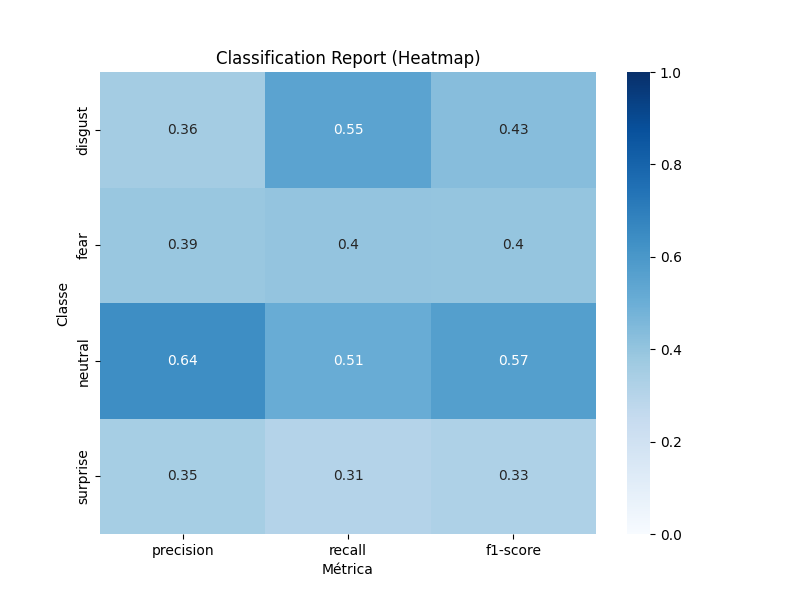 Classification Report (Heatmap)
disgust 0.36 0.55 0.43
fear 0.39 0.4 0.4
neutral 0.64 0.51 0.57
surprise 0.35 0.31 0.33
Classe
precision recall f1-score
Métrica
1.0
0.8
0.6
0.4
0.2
0.0